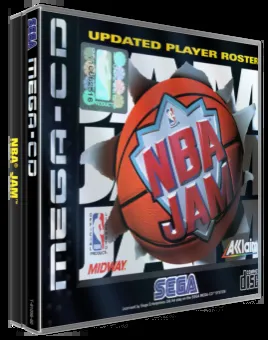 UPDATED PLAYER ROSTER
SEGA
MEGA-CD
NBA JAM
MEGA-CD
NBA
JAM
MIDWAY
SEGA
AKKlaim